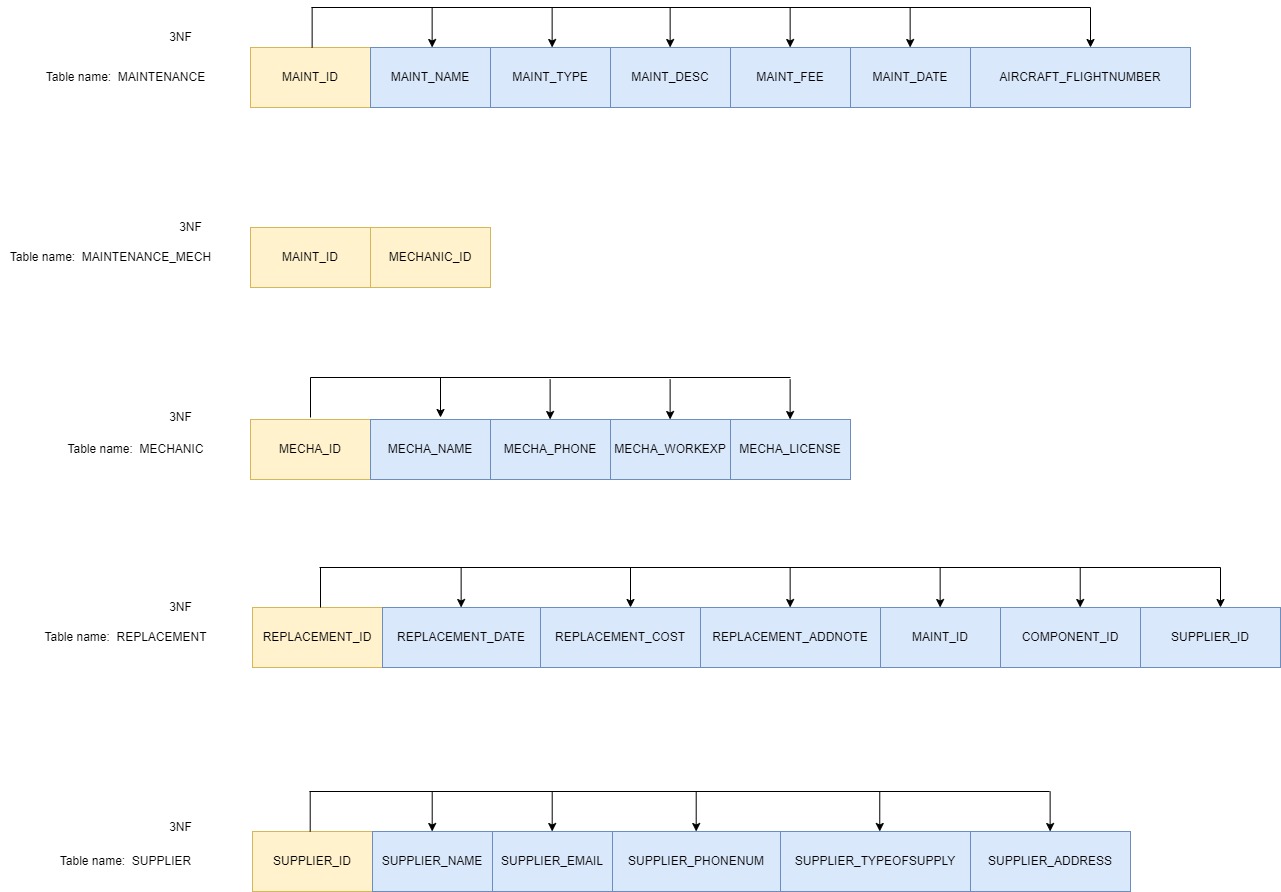 3NF
Table name: MAINTENANCE
MAINT_ID MAINT_NAME MAINT_TYPE MAINT_DESC MAINT_FEE MAINT_DATE AIRCRAFT_FLIGHTNUMBER
3NF
Table name: MAINTENANCE_MECH
MAINT_ID MECHANIC_ID
3NF
Table name: MECHANIC
MECHA_ID MECHA_NAME MECHA_PHONE MECHA_WORKEXP MECHA_LICENSE
3NF
Table name: REPLACEMENT
REPLACEMENT_ID REPLACEMENT_DATE REPLACEMENT_COST REPLACEMENT_ADDNOTE MAINT_ID COMPONENT_ID SUPPLIER_ID
3NF
Table name: SUPPLIER
SUPPLIER_ID SUPPLIER_NAME SUPPLIER_EMAIL SUPPLIER_PHONENUM SUPPLIER_TYPEOFSUPPLY SUPPLIER_ADDRESS